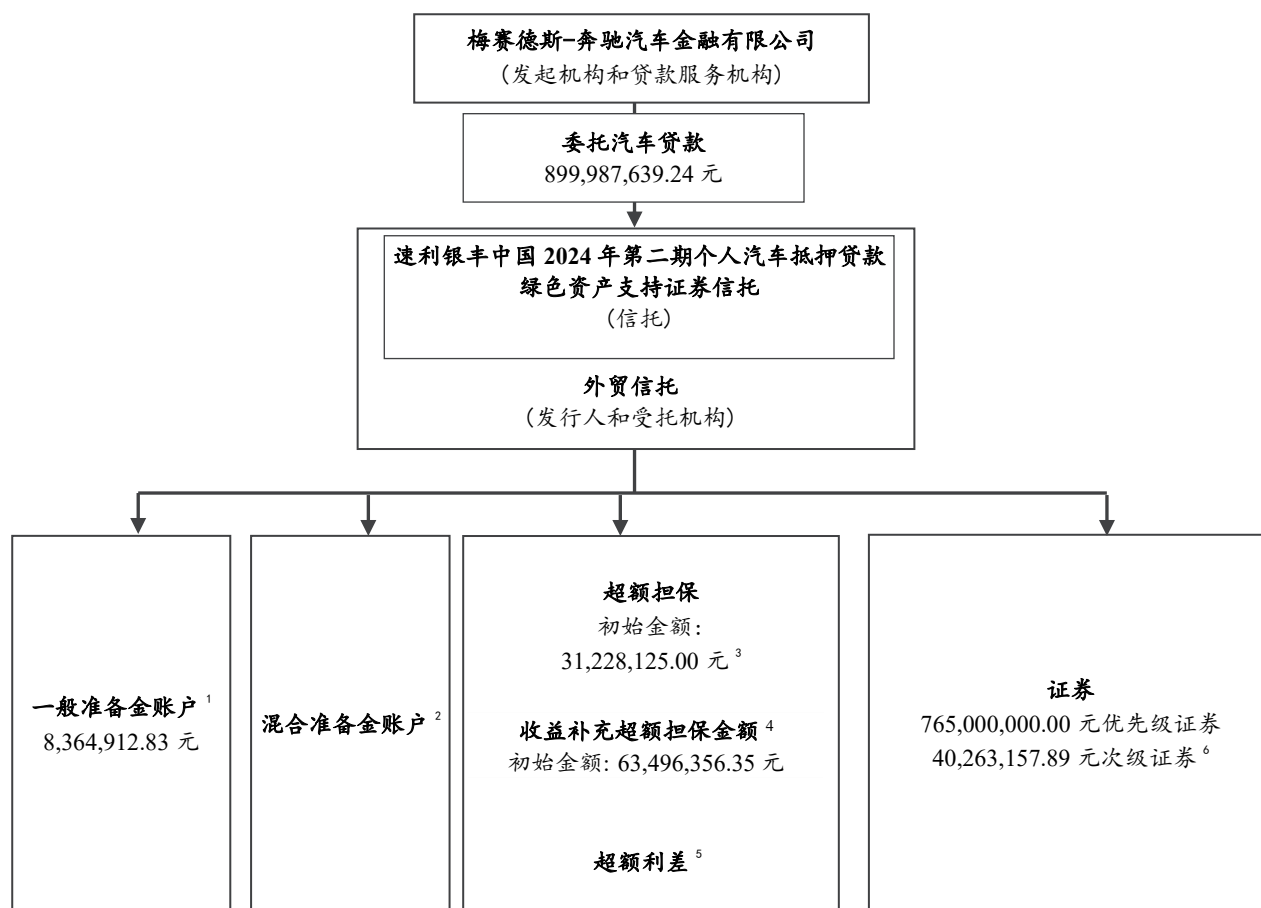 梅赛德斯-奔驰汽车金融有限公司
(发起机构和贷款服务机构)
委托汽车贷款
899,987,639.24 元
速利银丰中国 2024 年第二期个人汽车抵押贷款
绿色资产支持证券信托
(信托)
外贸信托
(发行人和受托机构)
一般准备金账户 1
8,364,912.83 元
混合准备金账户 2
超额担保
初始金额:
31,228,125.00 元 3
收益补充超额担保金额 4
初始金额: 63,496,356.35 元
超额利差 5
证券
765,000,000.00 元优先级证券
40,263,157.89 元次级证券 6